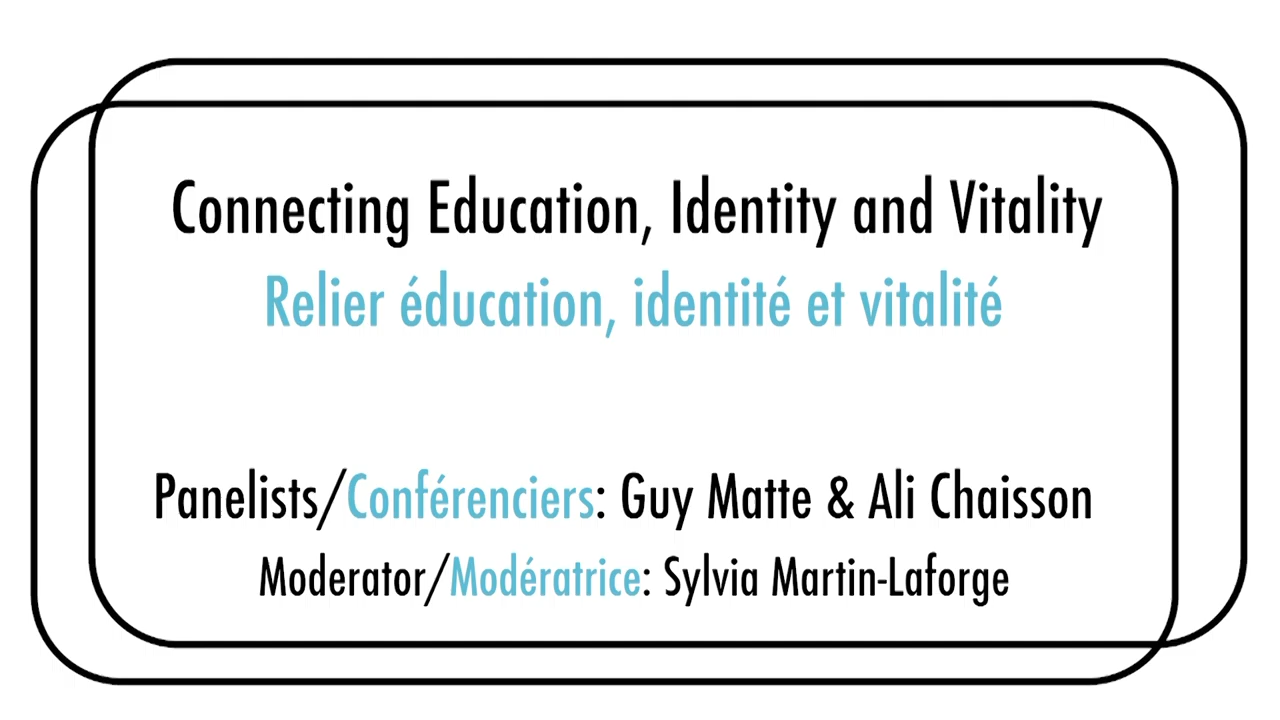 Connecting Education, Identity and Vitality
Relier éducation, identité et vitalité
Panelists/Conférenciers: Guy Matte & Ali Chaisson
Moderator/Modératrice: Sylvia Martin-Laforge